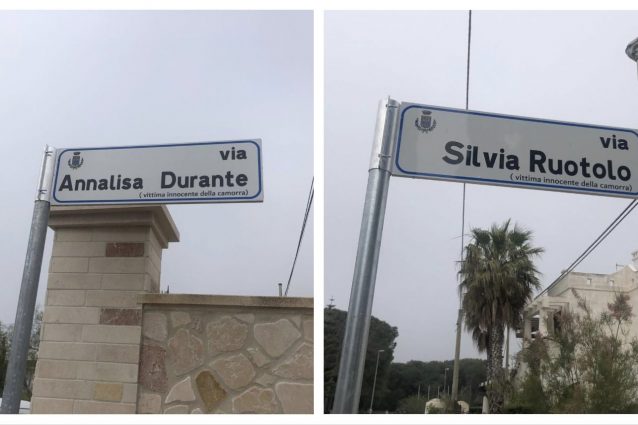 via
Annalisa Durante
( vittima innocente della camorra)
via
Silvia Ruotolo
( vittima innocente della camorra)